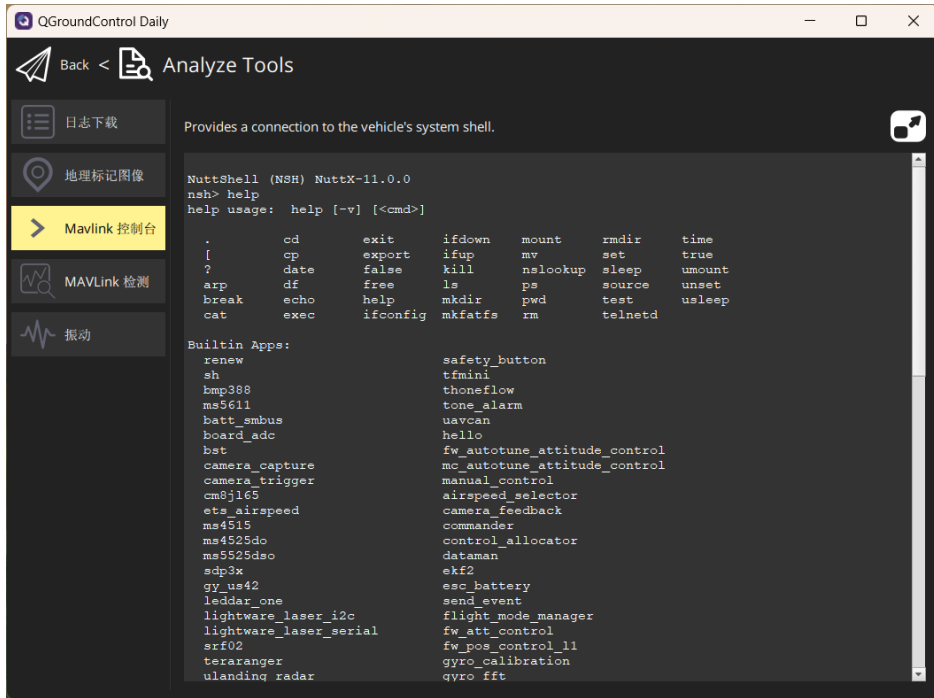 QGroundControl Daily
Back < Analyze Tools
日志下载
地理标记图像
Mavlink 控制台
MAVLink 检测
振动
Provides a connection to the vehicle's system shell.
NuttShell (NSH) NuttX-11.0.0
nsh> help
help usage:  help [-v] [<cmd>]
. cd exit ifdown mount rmdir time
[ cp export ifup mv set true
? date false kill nslookup sleep umount
arp df free ls ps source unset
break echo help mkdir pwd test usleep
cat exec ifconfig mkfatfs rm telnetd
Builtin Apps:
renew safety_button
sh tfmini
bmp388 thoneflow
ms5611 tone_alarm
batt_smbus uavcan
board_adc hello
bst fw_autotune_attitude_control
camera_capture mc_autotune_attitude_control
camera_trigger manual_control
cm8jl65 airspeed_selector
ets_airspeed camera_feedback
ms4515 commander
ms4525do control_allocator
ms5525dso dataman
sdp3x ekf2
gy_us42 esc_battery
leddar_one send_event
lightware_laser_i2c flight_mode_manager
lightware_laser_serial fw_att_control
srf02 fw_pos_control_l1
teraranger gyro_calibration
ulanding_radar gyro_fft